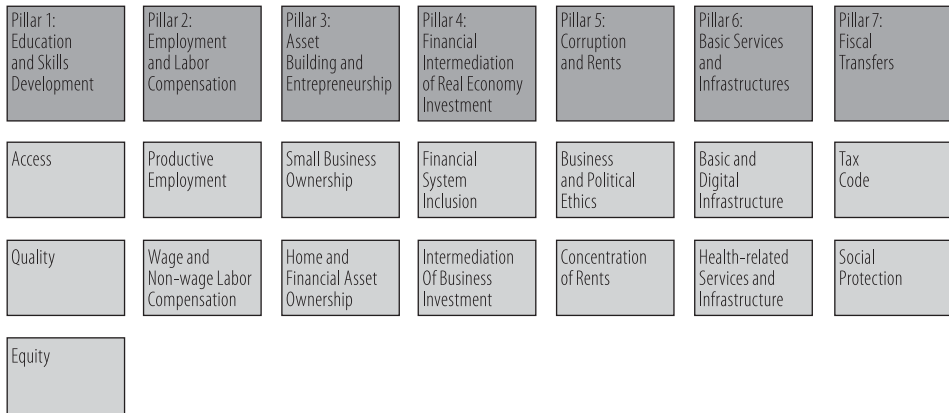 Pillar 1:
Education
and Skills
Development
Pillar 2:
Employment
and Labor
Compensation
Pillar 3:
Asset
Building and
Entrepreneurship
Pillar 4:
Financial
Intermediation
of Real Economy
Investment
Pillar 5:
Corruption
and Rents
Pillar 6:
Basic Services
and
Infrastructures
Pillar 7:
Fiscal
Transfers
Access
Productive
Employment
Small Business
Ownership
Financial
System
Inclusion
Business
and Political
Ethics
Basic and
Digital
Infrastructure
Tax
Code
Quality
Wage and
Non-wage Labor
Compensation
Home and
Financial Asset
Ownership
Intermediation
Of Business
Investment
Concentration
of Rents
Health-related
Services and
Infrastructure
Social
Protection
Equity